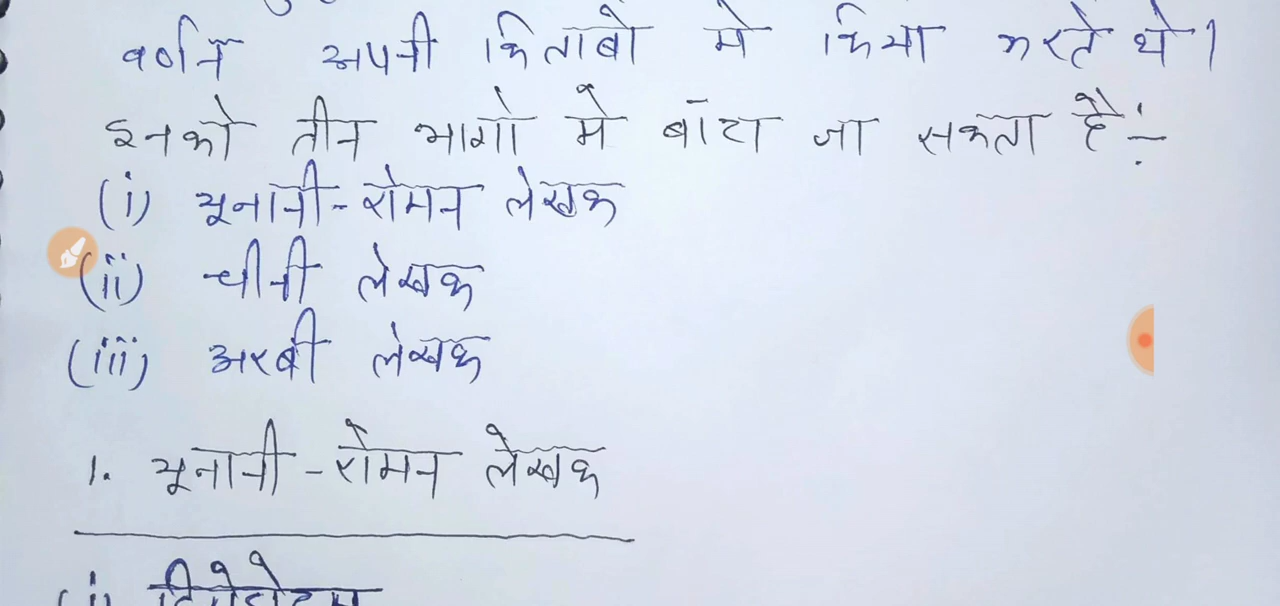 वर्णन अपनी किताबो मे किया करते थे।
इनको तीन भागो मे बांटा जा सकता है :-
(i) यूनानी-रोमन लेखक
(ii) चीनी लेखक
(iii) अरबी लेखक
1. यूनानी-रोमन लेखक
(i)